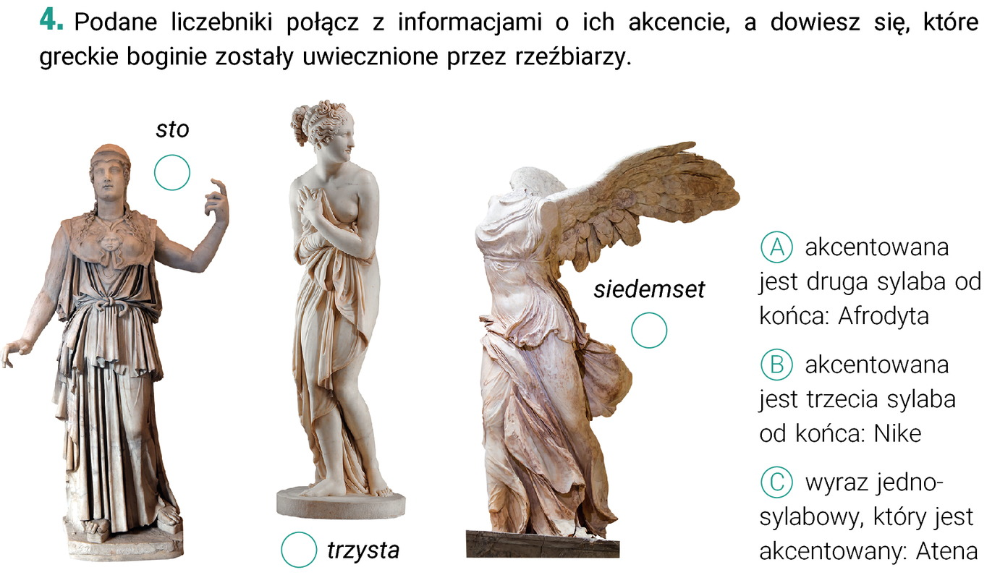 4. Podane liczebniki połącz z informacjami o ich akcencie, a dowiesz się, które
greckie boginie zostały uwiecznione przez rzeźbiarzy.
sto
siedemset
trzysta
A akcentowana
jest druga sylaba od
końca: Afrodyta
B akcentowana
jest trzecia sylaba
od końca: Nike
C wyraz jedno-
sylabowy, który jest
akcentowany: Atena